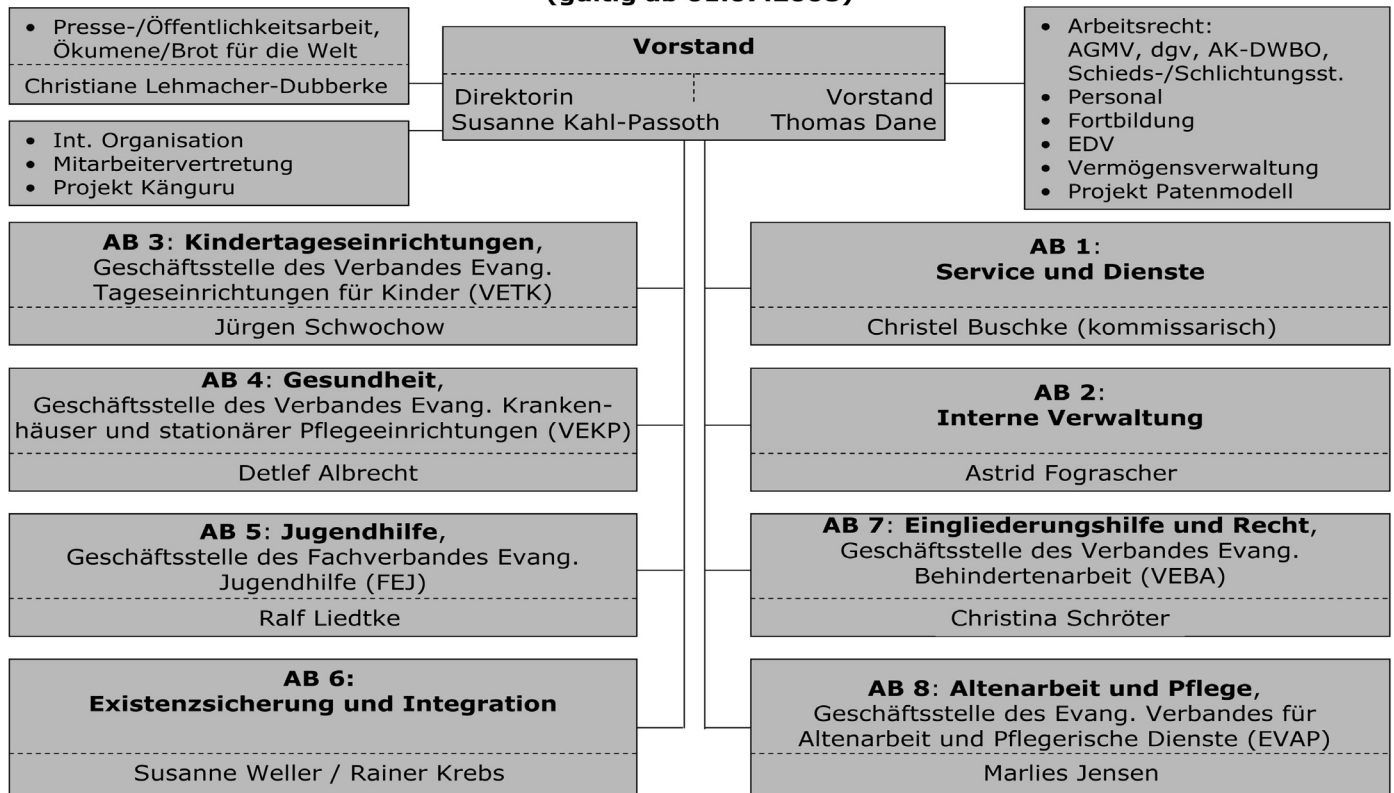 • Presse-/Öffentlichkeitsarbeit,
Ökumene/Brot für die Welt
Christiane Lehmacher-Dubberke
• Int. Organisation
• Mitarbeitervertretung
• Projekt Känguru
Vorstand
Direktorin
Susanne Kahl-Passoth
Vorstand
Thomas Dane
• Arbeitsrecht:
AGMV, dgv, AK-DWBO,
Schieds-/Schlichtungsst.
• Personal
• Fortbildung
• EDV
• Vermögensverwaltung
• Projekt Patenmodell
AB 3: Kindertageseinrichtungen,
Geschäftsstelle des Verbandes Evang.
Tageseinrichtungen für Kinder (VETK)
Jürgen Schwochow
AB 1:
Service und Dienste
Christel Buschke (kommissarisch)
AB 4: Gesundheit,
Geschäftsstelle des Verbandes Evang. Kranken-
häuser und stationärer Pflegeeinrichtungen (VEKP)
Detlef Albrecht
AB 2:
Interne Verwaltung
Astrid Fograscher
AB 5: Jugendhilfe,
Geschäftsstelle des Fachverbandes Evang.
Jugendhilfe (FEJ)
Ralf Liedtke
AB 7: Eingliederungshilfe und Recht,
Geschäftsstelle des Verbandes Evang.
Behindertenarbeit (VEBA)
Christina Schröter
AB 6:
Existenzsicherung und Integration
Susanne Weller / Rainer Krebs
AB 8: Altenarbeit und Pflege,
Geschäftsstelle des Evang. Verbandes für
Altenarbeit und Pflegerische Dienste (EVAP)
Marlies Jensen